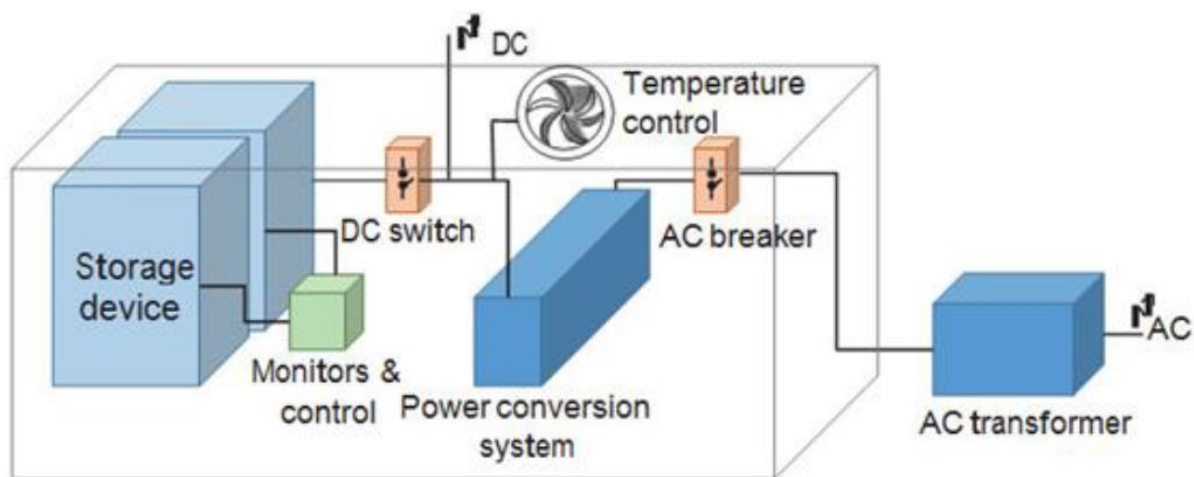 DC
Temperature
control
DC switch
AC breaker
Storage
device
AC
Monitors &
control
Power conversion
system
AC transformer